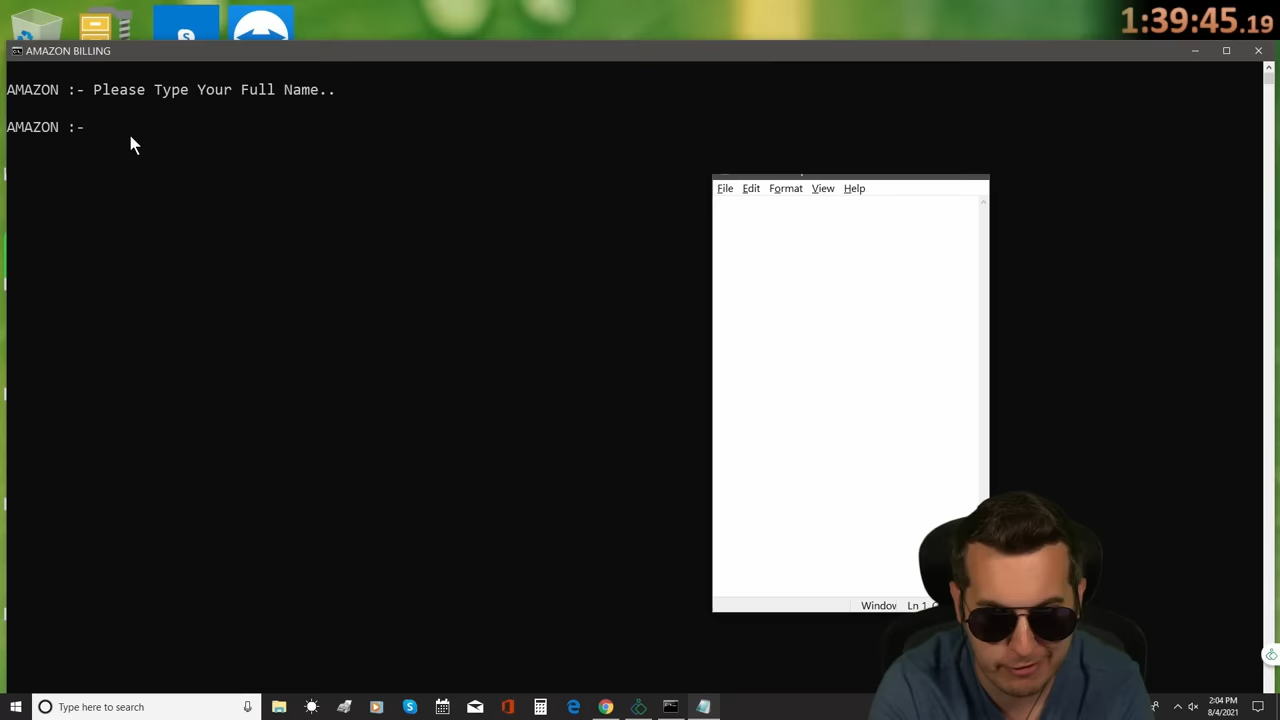 1:39:45.19
AMAZON BILLING
AMAZON :- Please Type Your Full Name..
AMAZON :-
File Edit Format View Help
Window
Ln 1,
Type here to search
2:04 PM
8/4/2021